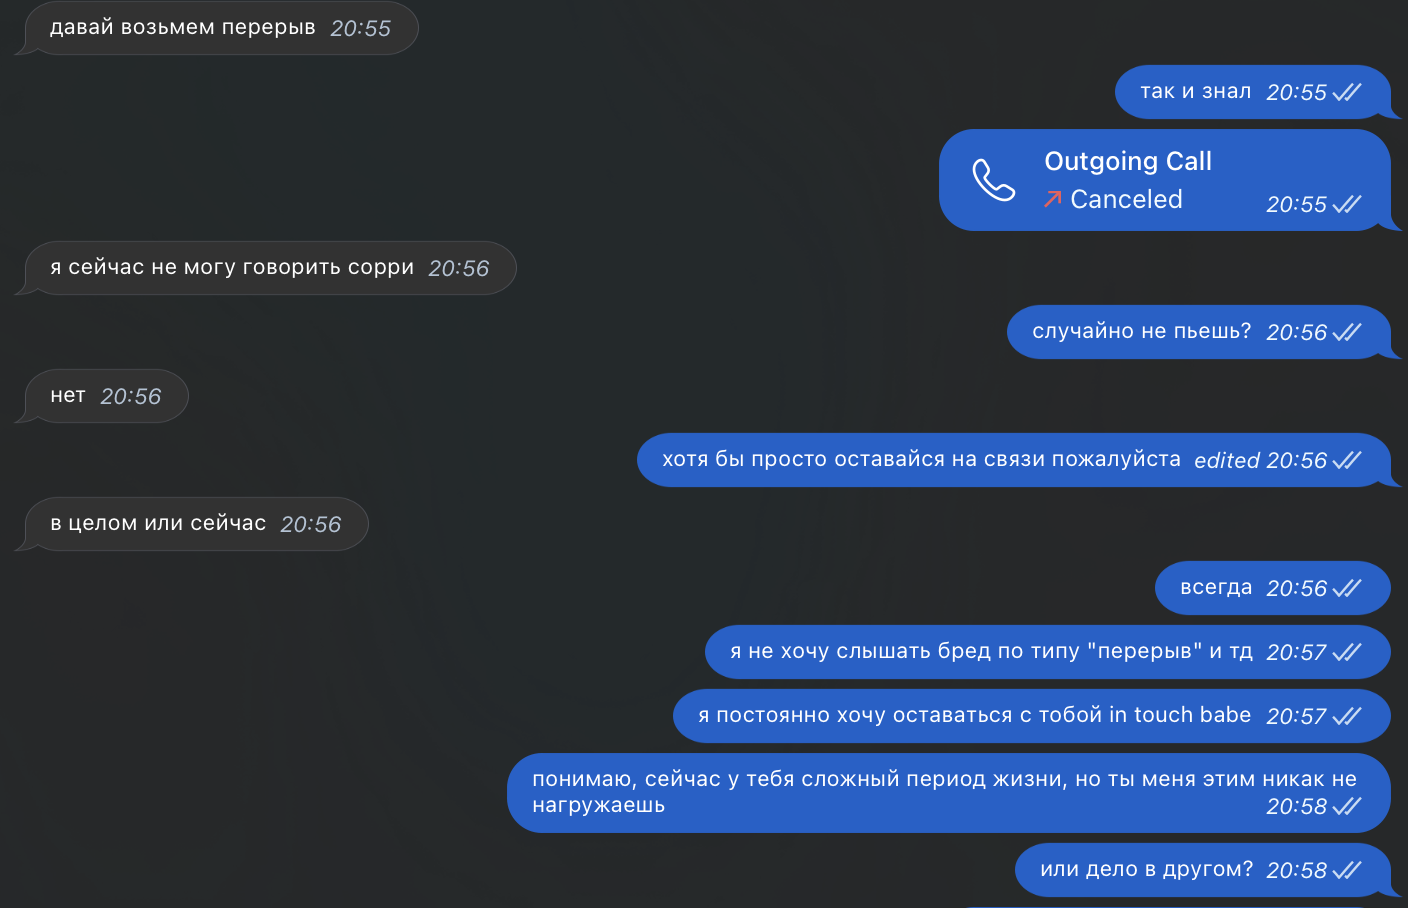 давай возьмем перерыв 20:55
так и знал 20:55
Outgoing Call
Canceled 20:55
я сейчас не могу говорить сорри 20:56
случайно не пьешь? 20:56
нет 20:56
хотя бы просто оставайся на связи пожалуйста edited 20:56
в целом или сейчас 20:56
всегда 20:56
я не хочу слышать бред по типу "перерыв" и тд 20:57
я постоянно хочу оставаться с тобой in touch babe 20:57
понимаю, сейчас у тебя сложный период жизни, но ты меня этим никак не
нагружаешь 20:58
или дело в другом? 20:58